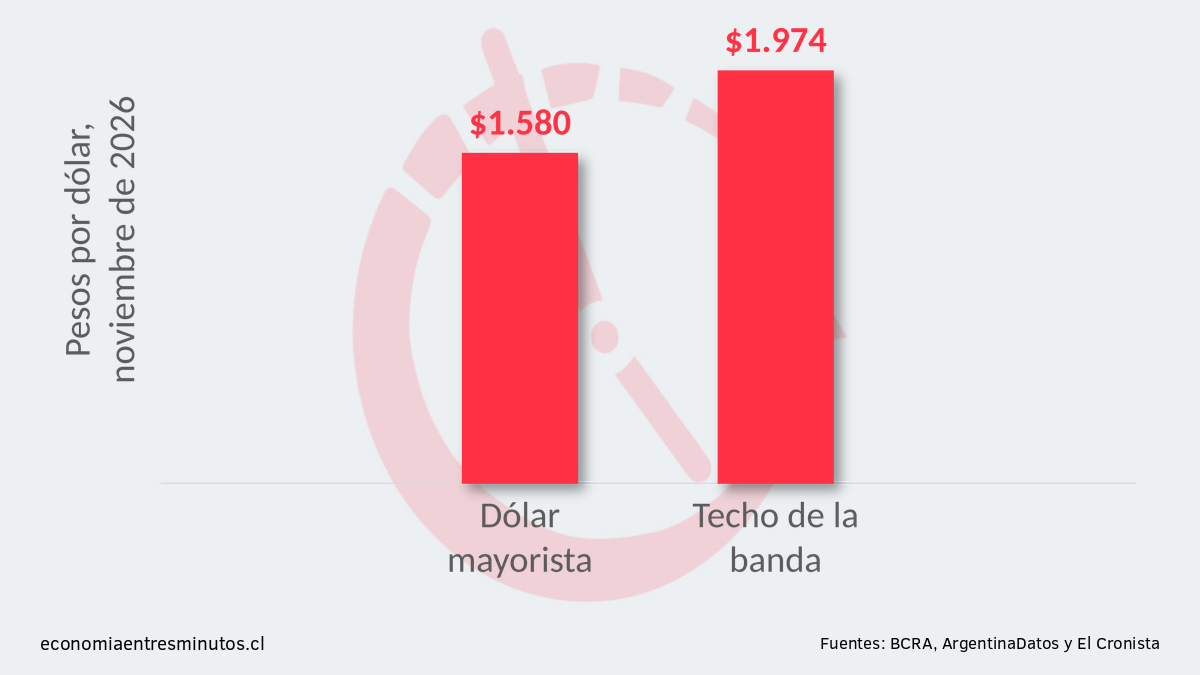 $1.974
$1.580
Pesos por dólar,
noviembre de 2026
Dólar
mayorista
Techo de la
banda
economiaentresminutos.cl
Fuentes: BCRA, ArgentinaDatos y El Cronista